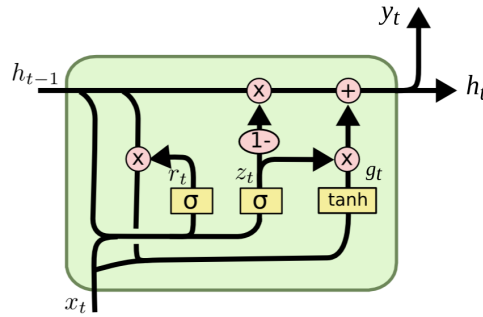 y_t
h_{t−1}
x
+
h_t
1-
x
r_t
z_t
x
g_t
σ
σ
tanh
x_t